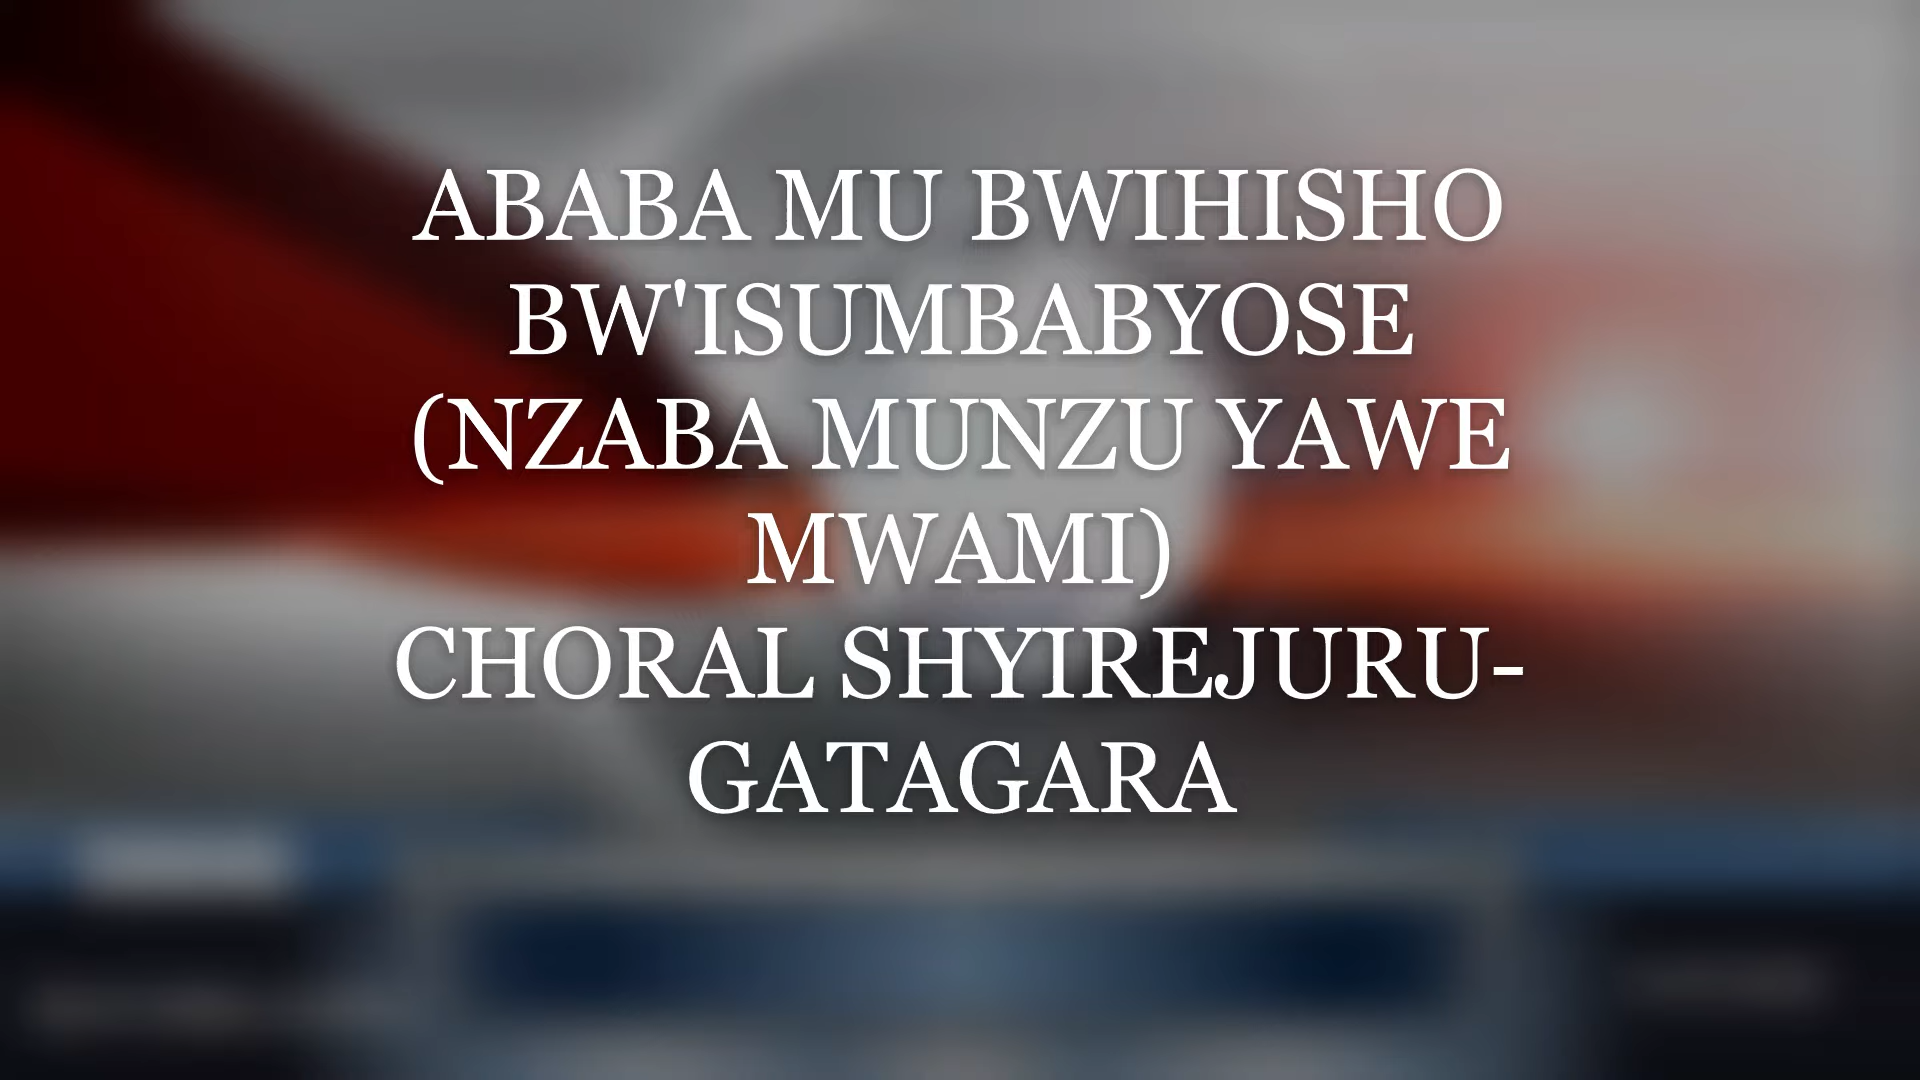 ABABA MU BWIHISHO
BW'ISUMBABYOSE
(NZABA MUNZU YAWE
MWAMI)
CHORAL SHYIREJURU-
GATAGARA